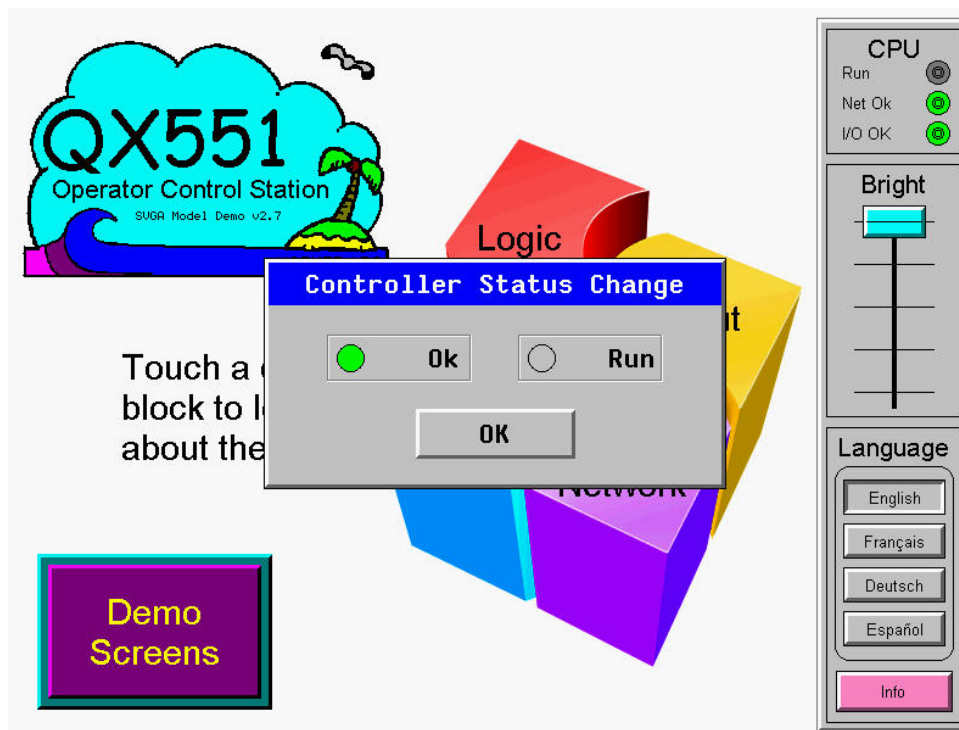 QX551
Operator Control Station
SVGA Model Demo v2.7
Logic
Controller Status Change
Ok
Run
OK
Touch a
block to
about the
Network
Demo
Screens
CPU
Run
Net Ok
I/O OK
Bright
Language
English
Français
Deutsch
Español
Info